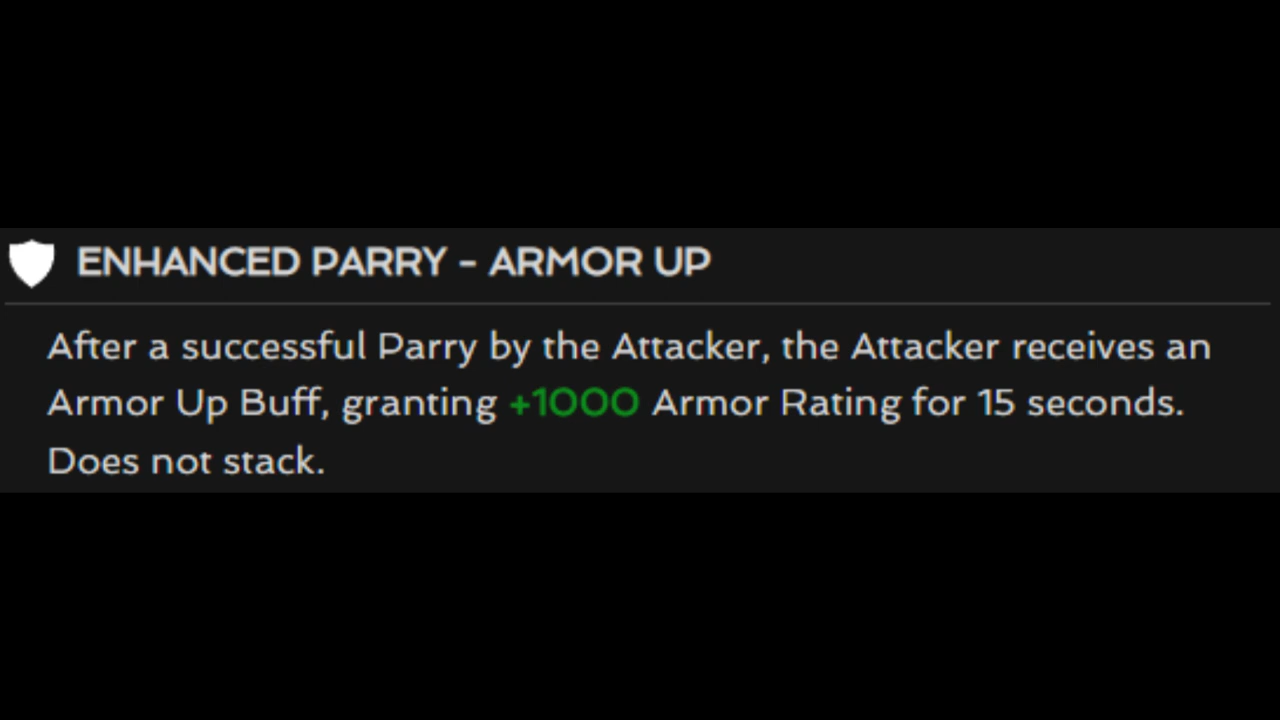 ENHANCED PARRY - ARMOR UP
After a successful Parry by the Attacker, the Attacker receives an
Armor Up Buff, granting +1000 Armor Rating for 15 seconds.
Does not stack.